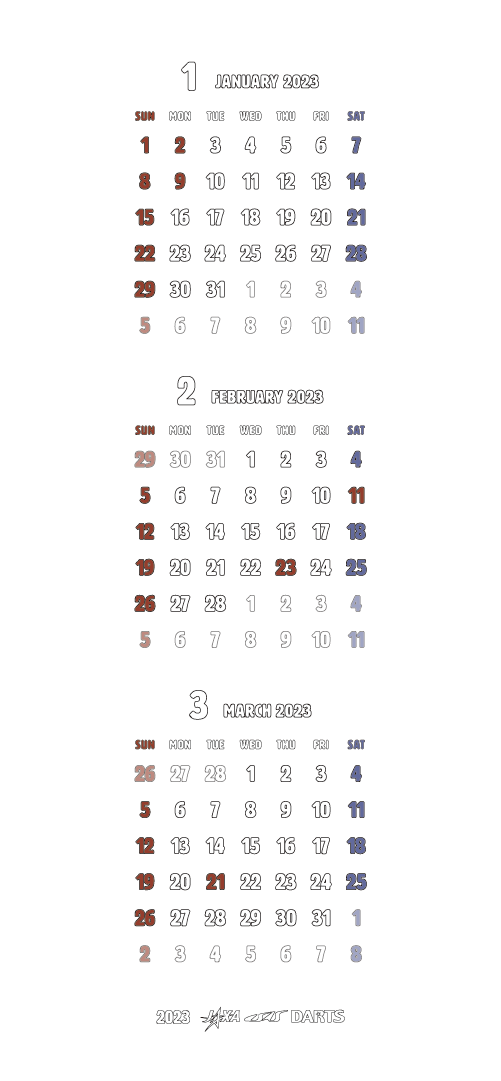 1 JANUARY 2023
SUN MON TUE WED THU FRI SAT
1 2 3 4 5 6 7
8 9 10 11 12 13 14
15 16 17 18 19 20 21
22 23 24 25 26 27 28
29 30 31 1 2 3 4
5 6 7 8 9 10 11
2 FEBRUARY 2023
SUN MON TUE WED THU FRI SAT
29 30 31 1 2 3 4
5 6 7 8 9 10 11
12 13 14 15 16 17 18
19 20 21 22 23 24 25
26 27 28 1 2 3 4
5 6 7 8 9 10 11
3 MARCH 2023
SUN MON TUE WED THU FRI SAT
26 27 28 1 2 3 4
5 6 7 8 9 10 11
12 13 14 15 16 17 18
19 20 21 22 23 24 25
26 27 28 29 30 31 1
2 3 4 5 6 7 8
2023 JAXA DARTS